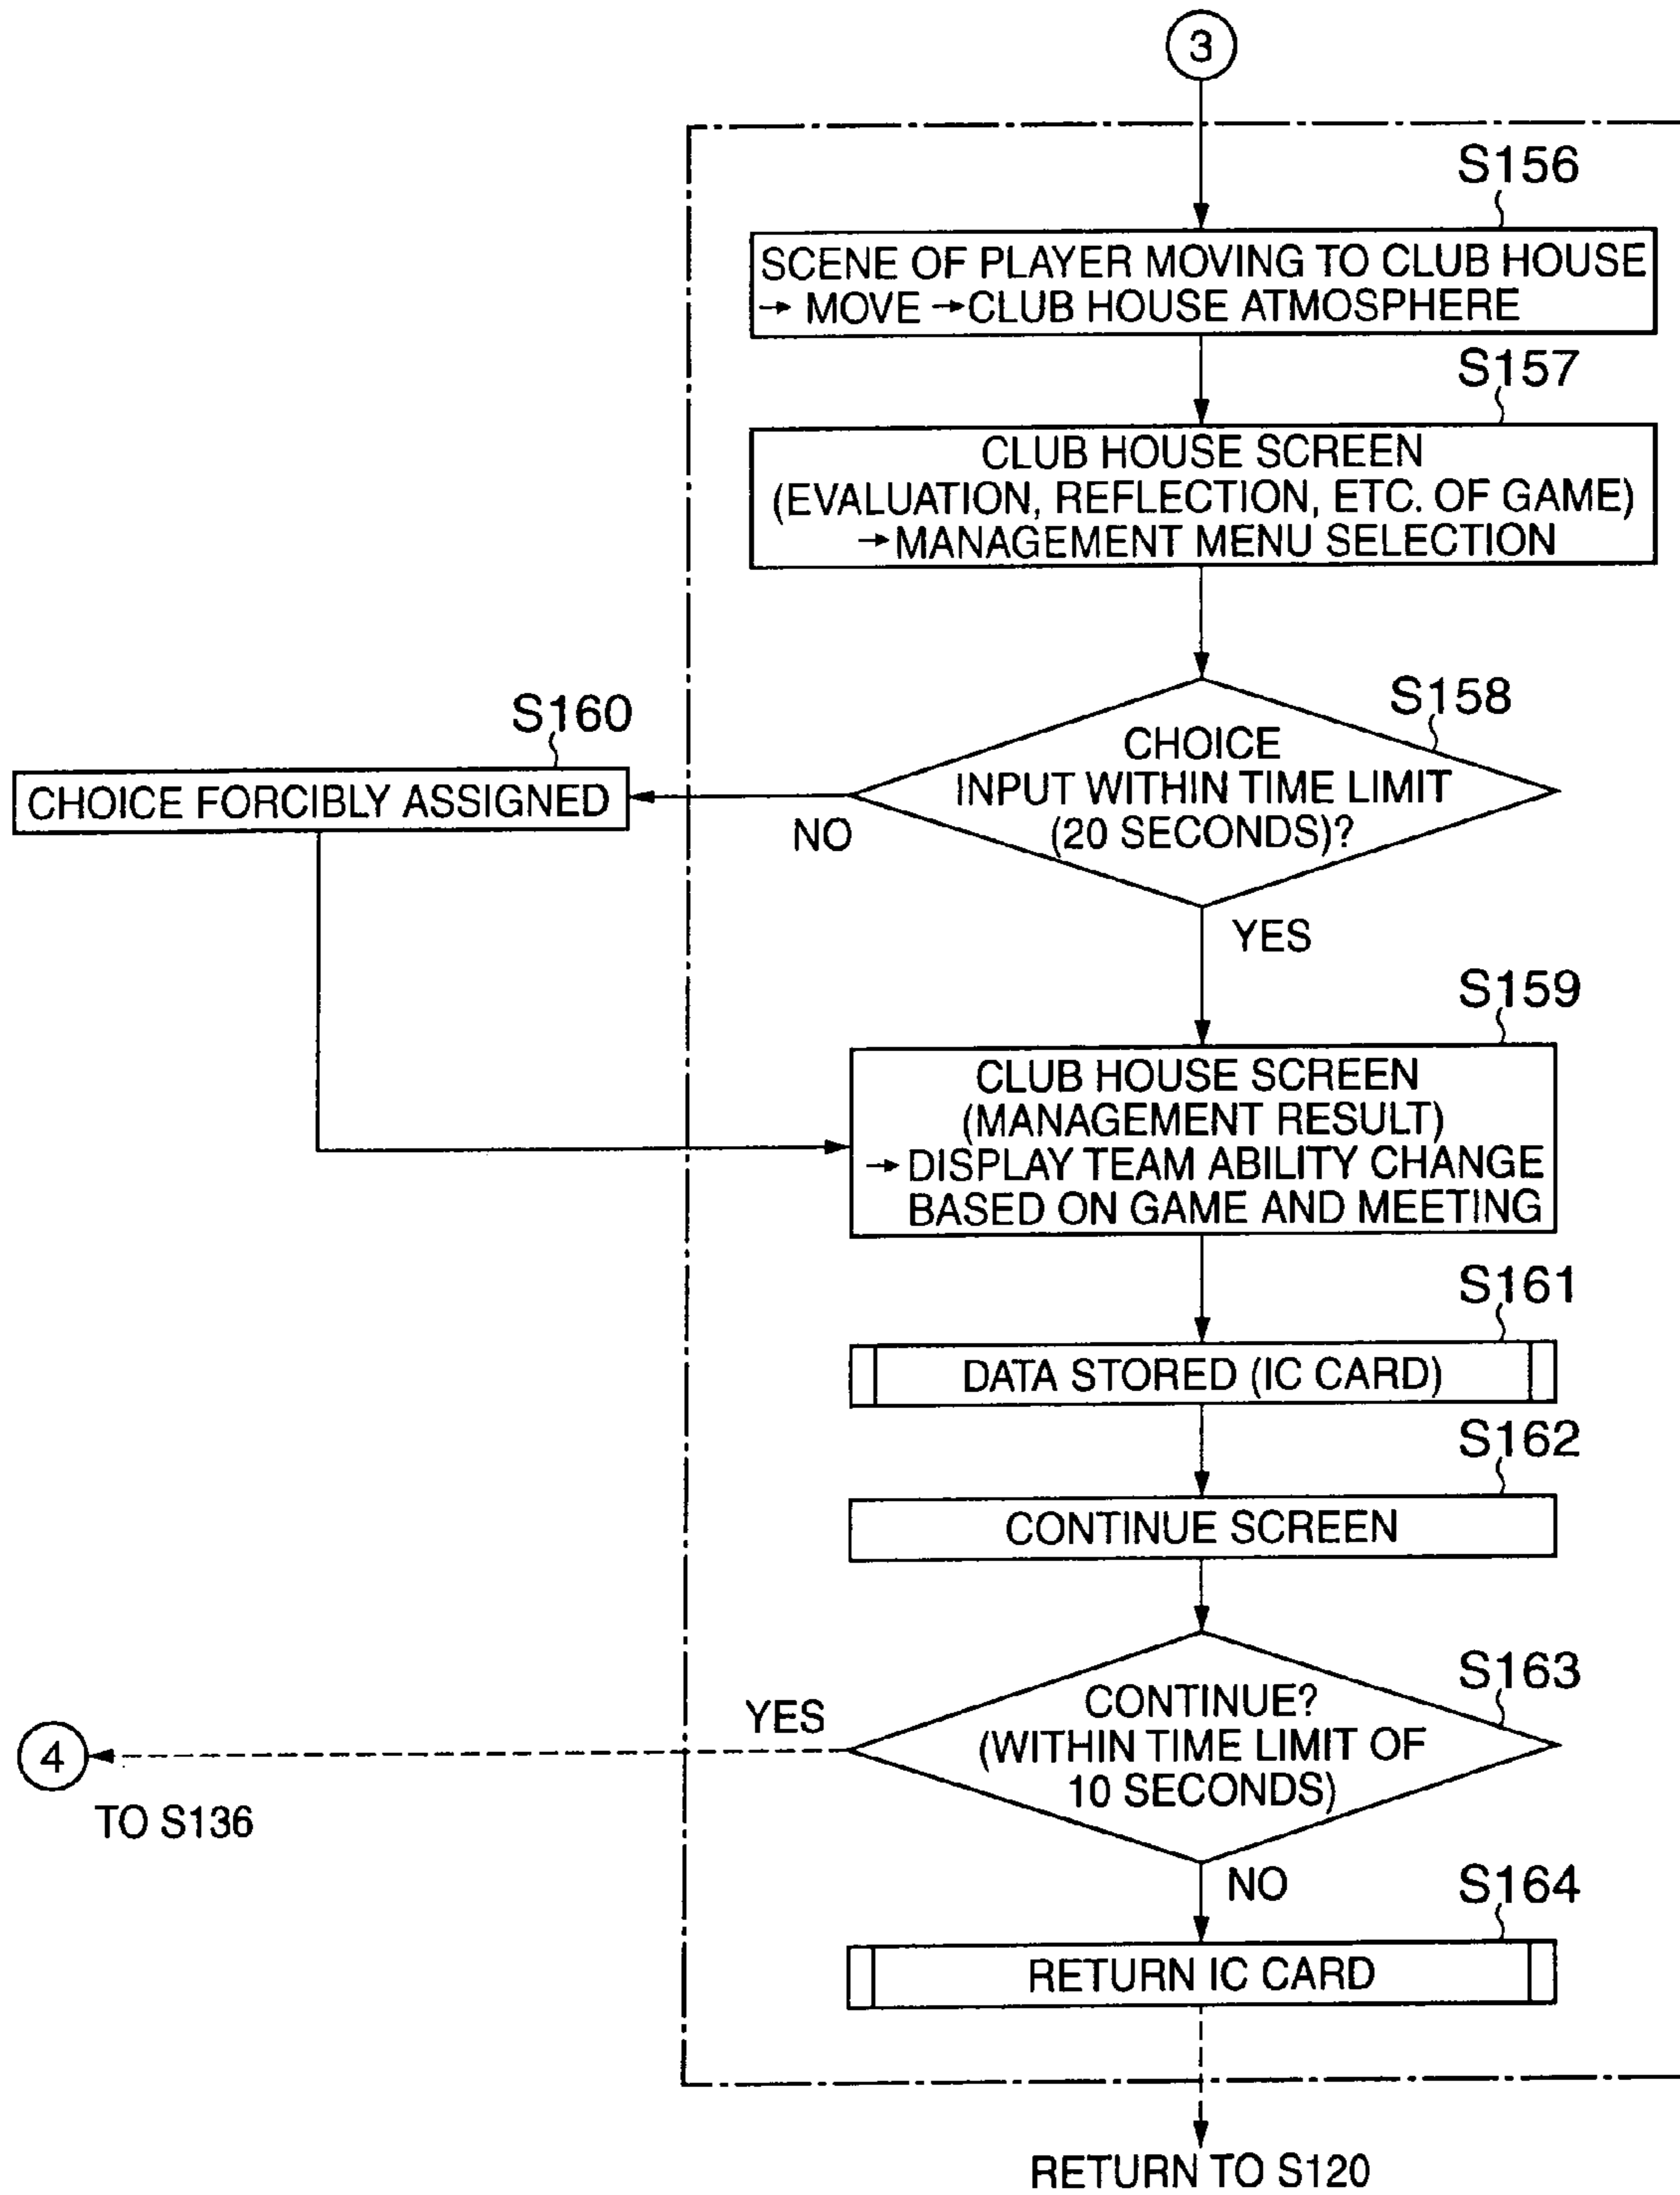 3
S156
SCENE OF PLAYER MOVING TO CLUB HOUSE
→ MOVE → CLUB HOUSE ATMOSPHERE
S157
CLUB HOUSE SCREEN
(EVALUATION, REFLECTION, ETC. OF GAME)
→ MANAGEMENT MENU SELECTION
S158
CHOICE
INPUT WITHIN TIME LIMIT
(20 SECONDS)?
NO
S160
CHOICE FORCIBLY ASSIGNED
YES
S159
CLUB HOUSE SCREEN
(MANAGEMENT RESULT)
→ DISPLAY TEAM ABILITY CHANGE
BASED ON GAME AND MEETING
S161
DATA STORED (IC CARD)
S162
CONTINUE SCREEN
S163
CONTINUE?
(WITHIN TIME LIMIT OF
10 SECONDS)
YES
4
TO S136
NO
S164
RETURN IC CARD
RETURN TO S120